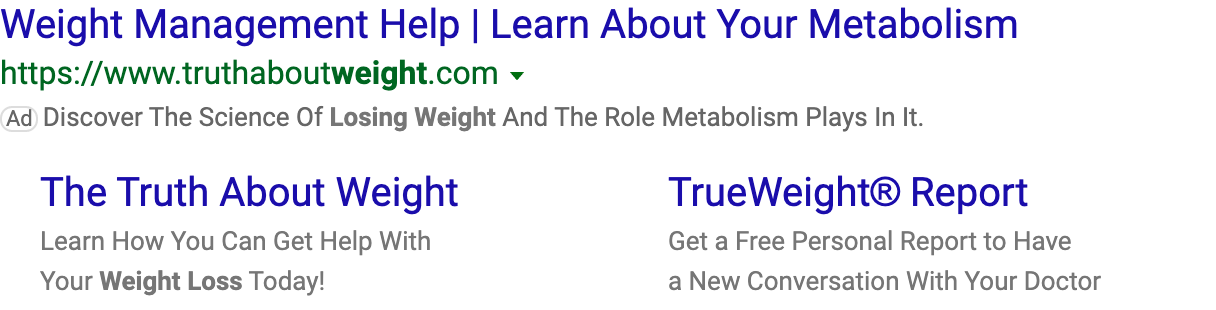 Weight Management Help | Learn About Your Metabolism
https://www.truthaboutweight.com
Ad Discover The Science Of Losing Weight And The Role Metabolism Plays In It.
The Truth About Weight
Learn How You Can Get Help With
Your Weight Loss Today!
TrueWeight® Report
Get a Free Personal Report to Have
a New Conversation With Your Doctor